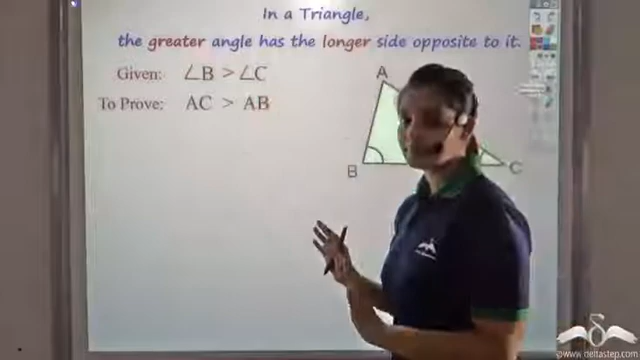 In a Triangle,
the greater angle has the longer side opposite to it.
Given: ∠B > ∠C
To Prove: AC > AB
A
B
C
©www.deltastep.com